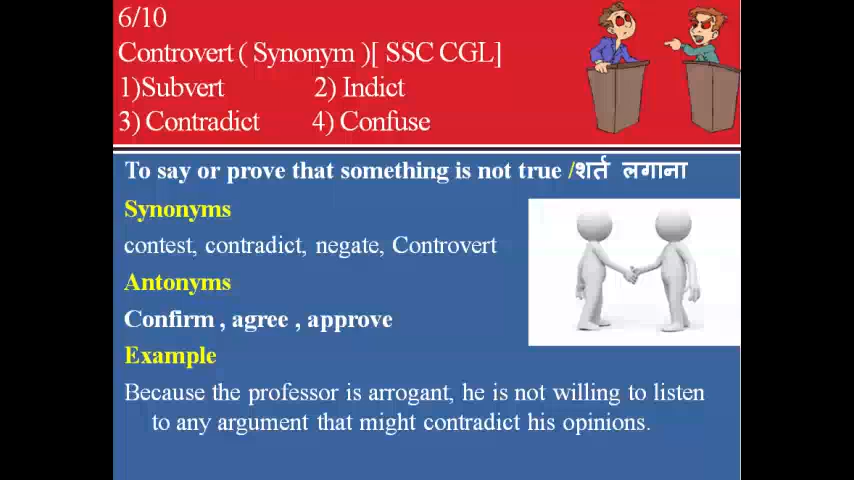 6/10
Controvert ( Synonym )[ SSC CGL]
1)Subvert 2) Indict
3) Contradict 4) Confuse
To say or prove that something is not true /शर्त लगाना
Synonyms
contest, contradict, negate, Controvert
Antonyms
Confirm , agree , approve
Example
Because the professor is arrogant, he is not willing to listen
to any argument that might contradict his opinions.